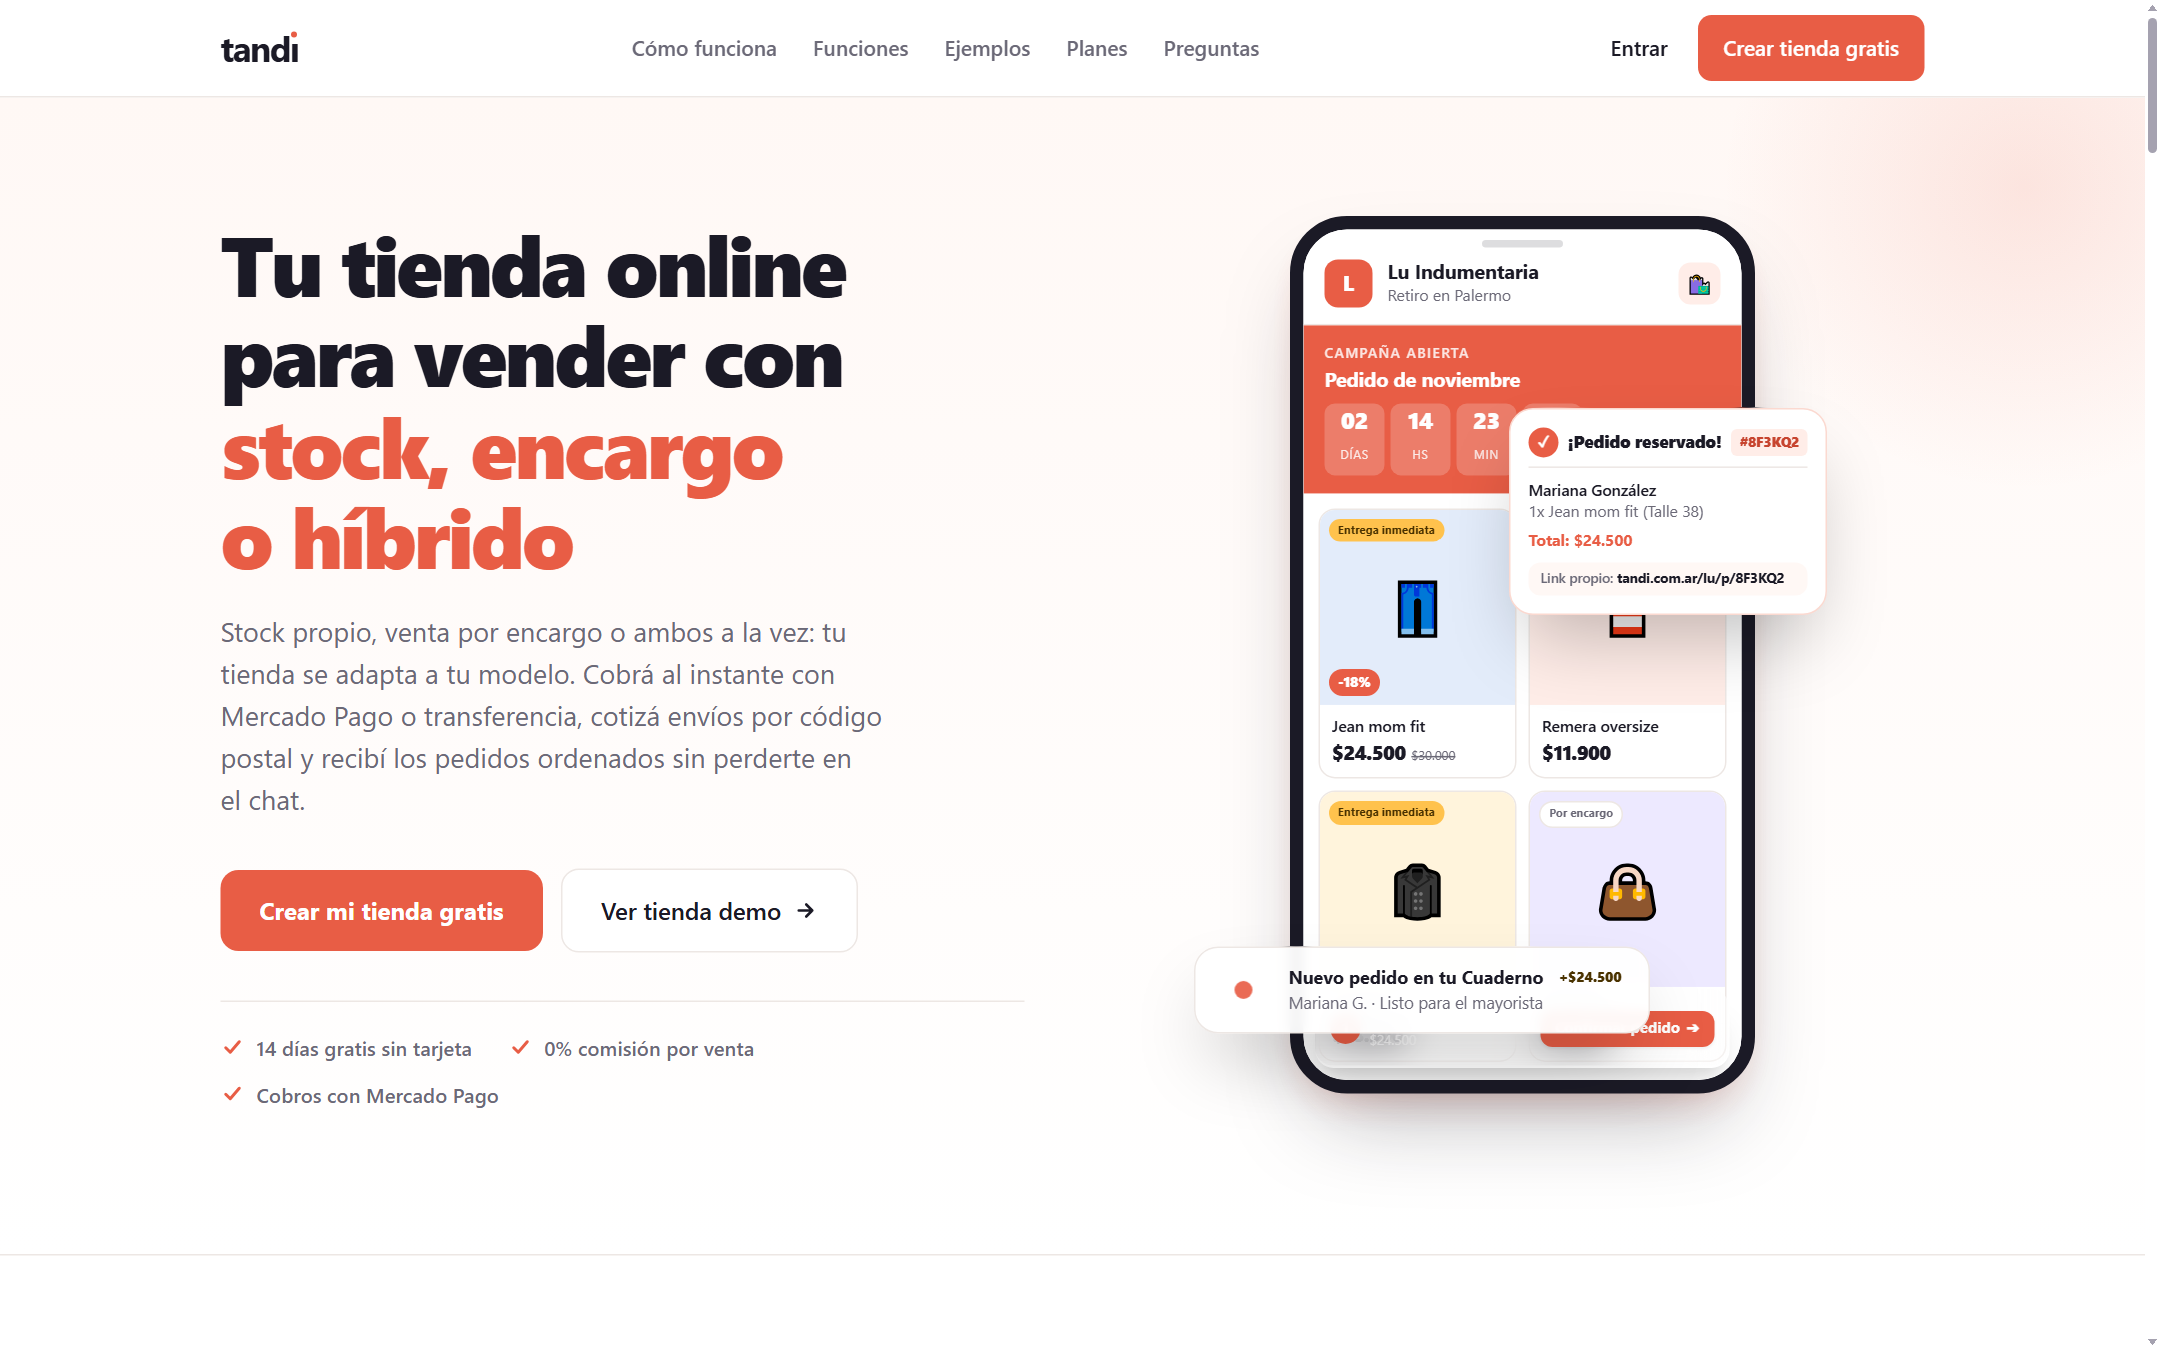 tandi
Cómo funciona
Funciones
Ejemplos
Planes
Preguntas
Entrar
Crear tienda gratis
Tu tienda online
para vender con
stock, encargo
o híbrido
Stock propio, venta por encargo o ambos a la vez: tu
tienda se adapta a tu modelo. Cobrá al instante con
Mercado Pago o transferencia, cotizá envíos por código
postal y recibí los pedidos ordenados sin perderte en
el chat.
Crear mi tienda gratis
Ver tienda demo →
14 días gratis sin tarjeta
0% comisión por venta
Cobros con Mercado Pago
L
Lu Indumentaria
Retiro en Palermo
CAMPAÑA ABIERTA
Pedido de noviembre
02 14 23
DÍAS HS MIN
¡Pedido reservado! #8F3KQ2
Mariana González
1x Jean mom fit (Talle 38)
Total: $24.500
Link propio: tandi.com.ar/lu/p/8F3KQ2
Entrega inmediata
-18%
Jean mom fit
$24.500 $30.000
Remera oversize
$11.900
Entrega inmediata
Por encargo
Nuevo pedido en tu Cuaderno +$24.500
Mariana G. · Listo para el mayorista
$24.500
pedido →